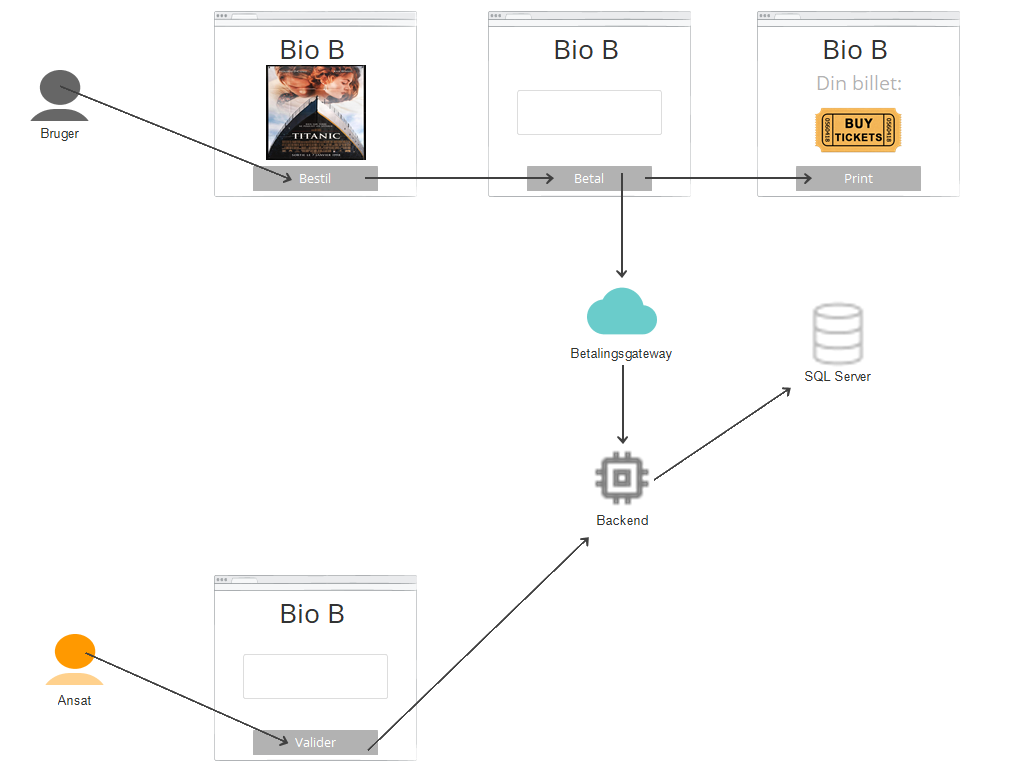 Bio B
TITANIC
Bestil
Bio B
Betal
Bio B
Din billet:
BUY
TICKETS
Print
Bruger
Betalingsgateway
SQL Server
Backend
Bio B
Valider
Ansat